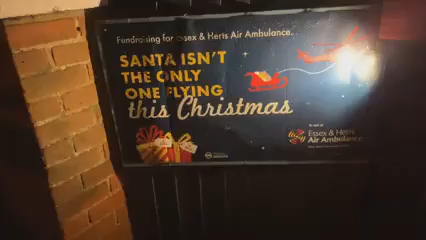 Fundraising for Essex & Herts Air Ambulance.
SANTA ISN'T
THE ONLY
ONE FLYING
this Christmas
Essex & Herts
Air Ambulance